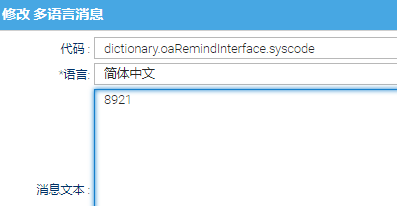 修改 多语言消息
代码 : dictionary.oaRemindInterface.syscode
*语言: 简体中文
8921
消息文本 :